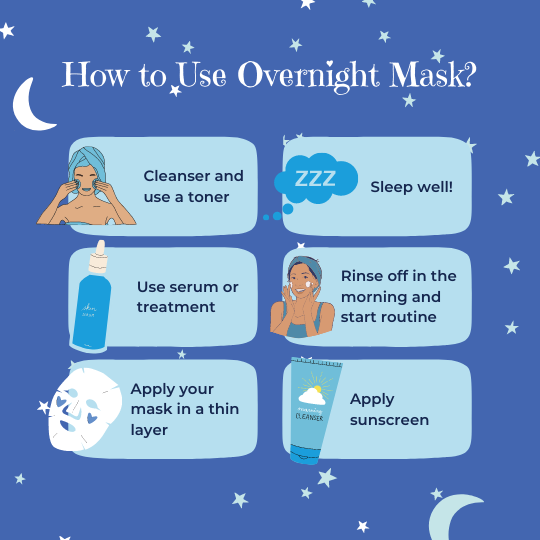 How to Use Overnight Mask?
Cleanser and
use a toner
Use serum or
treatment
skin
Apply your
mask in a thin
layer
ZZZ
Sleep well!
Rinse off in the
morning and
start routine
CLEANSER
Apply
sunscreen